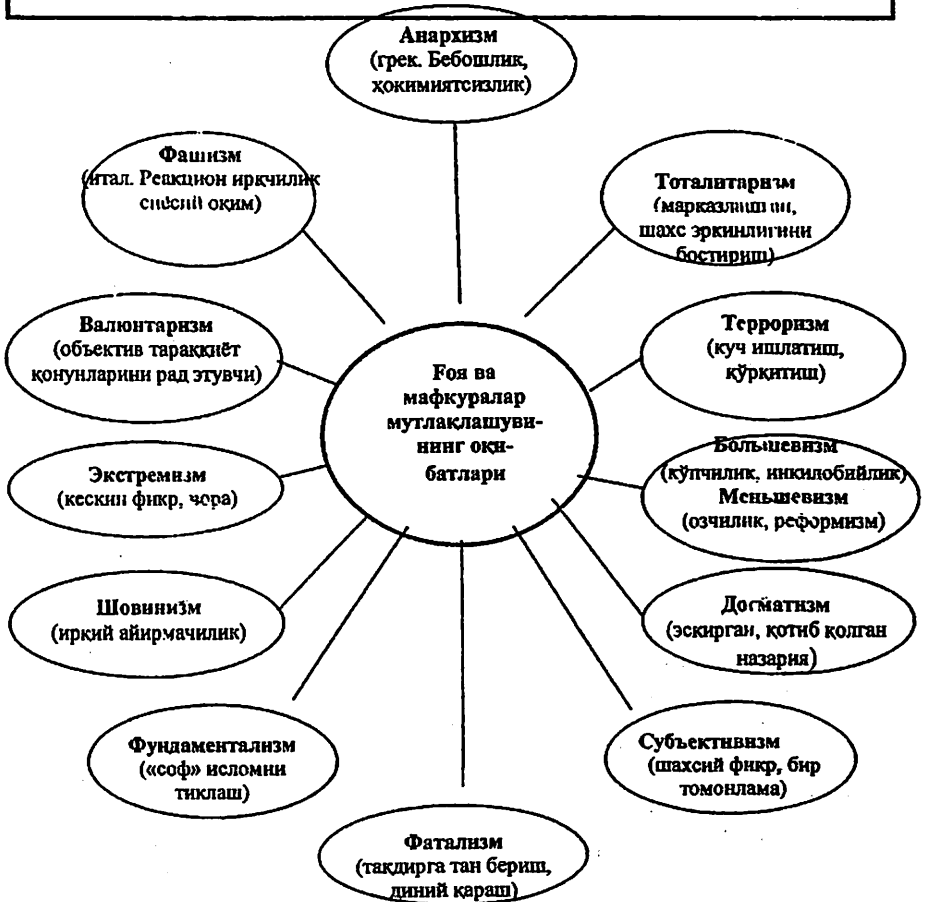 Анархизм
(грек. Бебошлик,
ҳокимиятсизлик)
Фашизм
(итал. Реакцион ирқчилик
сиёсий оқим)
Тоталитаризм
(марказлашган,
шахс эркинлигини
бостириш)
Валюнтаризм
(объектив тараққиёт
қонунларини рад этувчи)
Терроризм
(куч ишлатиш,
қўрқитиш)
Ғоя ва
мафкуралар
мутлақлашуви-
нинг оқи-
батлари
Экстремизм
(кескин фикр, чора)
Большевизм
(кўпчилик, инқилобийлик)
Меньшевизм
(озчилик, реформизм)
Шовинизм
(ирқий айирмачилик)
Догматизм
(эскирган, қотиб қолган
назария)
Фундаментализм
(«соф» исломни
тиклаш)
Субъективизм
(шахсий фикр, бир
томонлама)
Фатализм
(тақдирга тан бериш,
диний қараш)